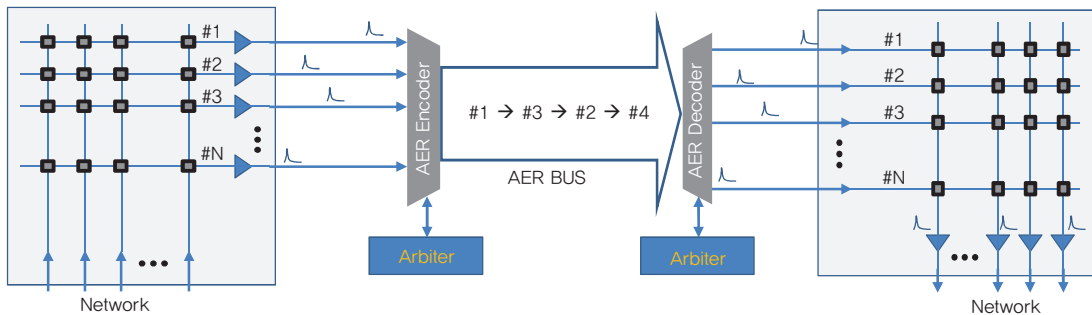 #1
#2
#3
#N
Network
AER Encoder
Arbiter
#1 → #3 → #2 → #4
AER BUS
AER Decoder
Arbiter
#1
#2
#3
#N
Network